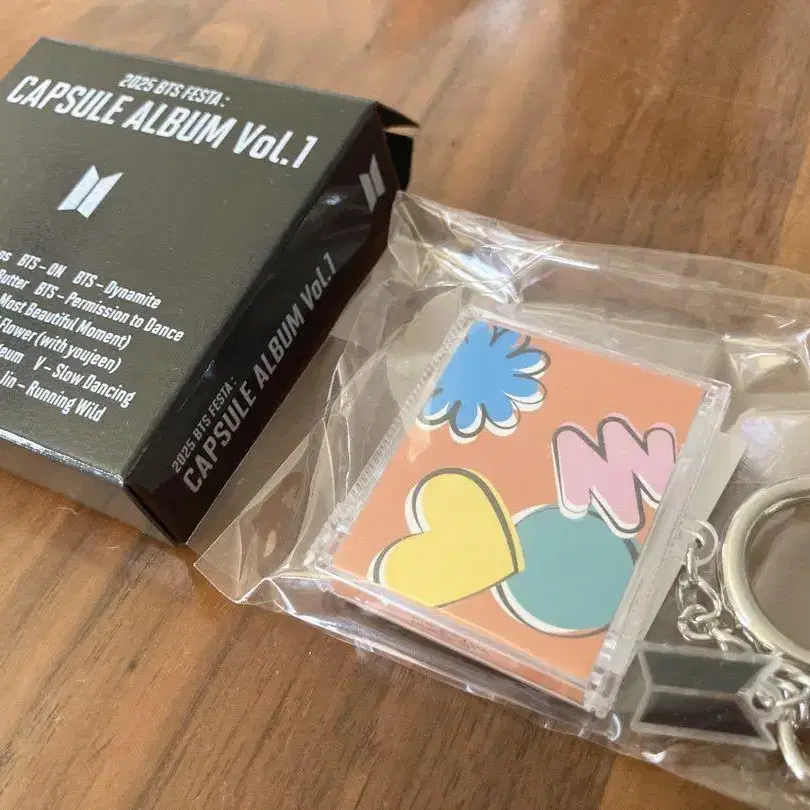 2025 BTS FESTA :
CAPSULE ALBUM Vol.1
BTS – ON BTS – Dynamite
Butter BTS – Permission to Dance
Most Beautiful Moment)
Flower (with youjeen)
V – Slow Dancing
Jin – Running Wild
2025 BTS FESTA :
CAPSULE ALBUM Vol.1